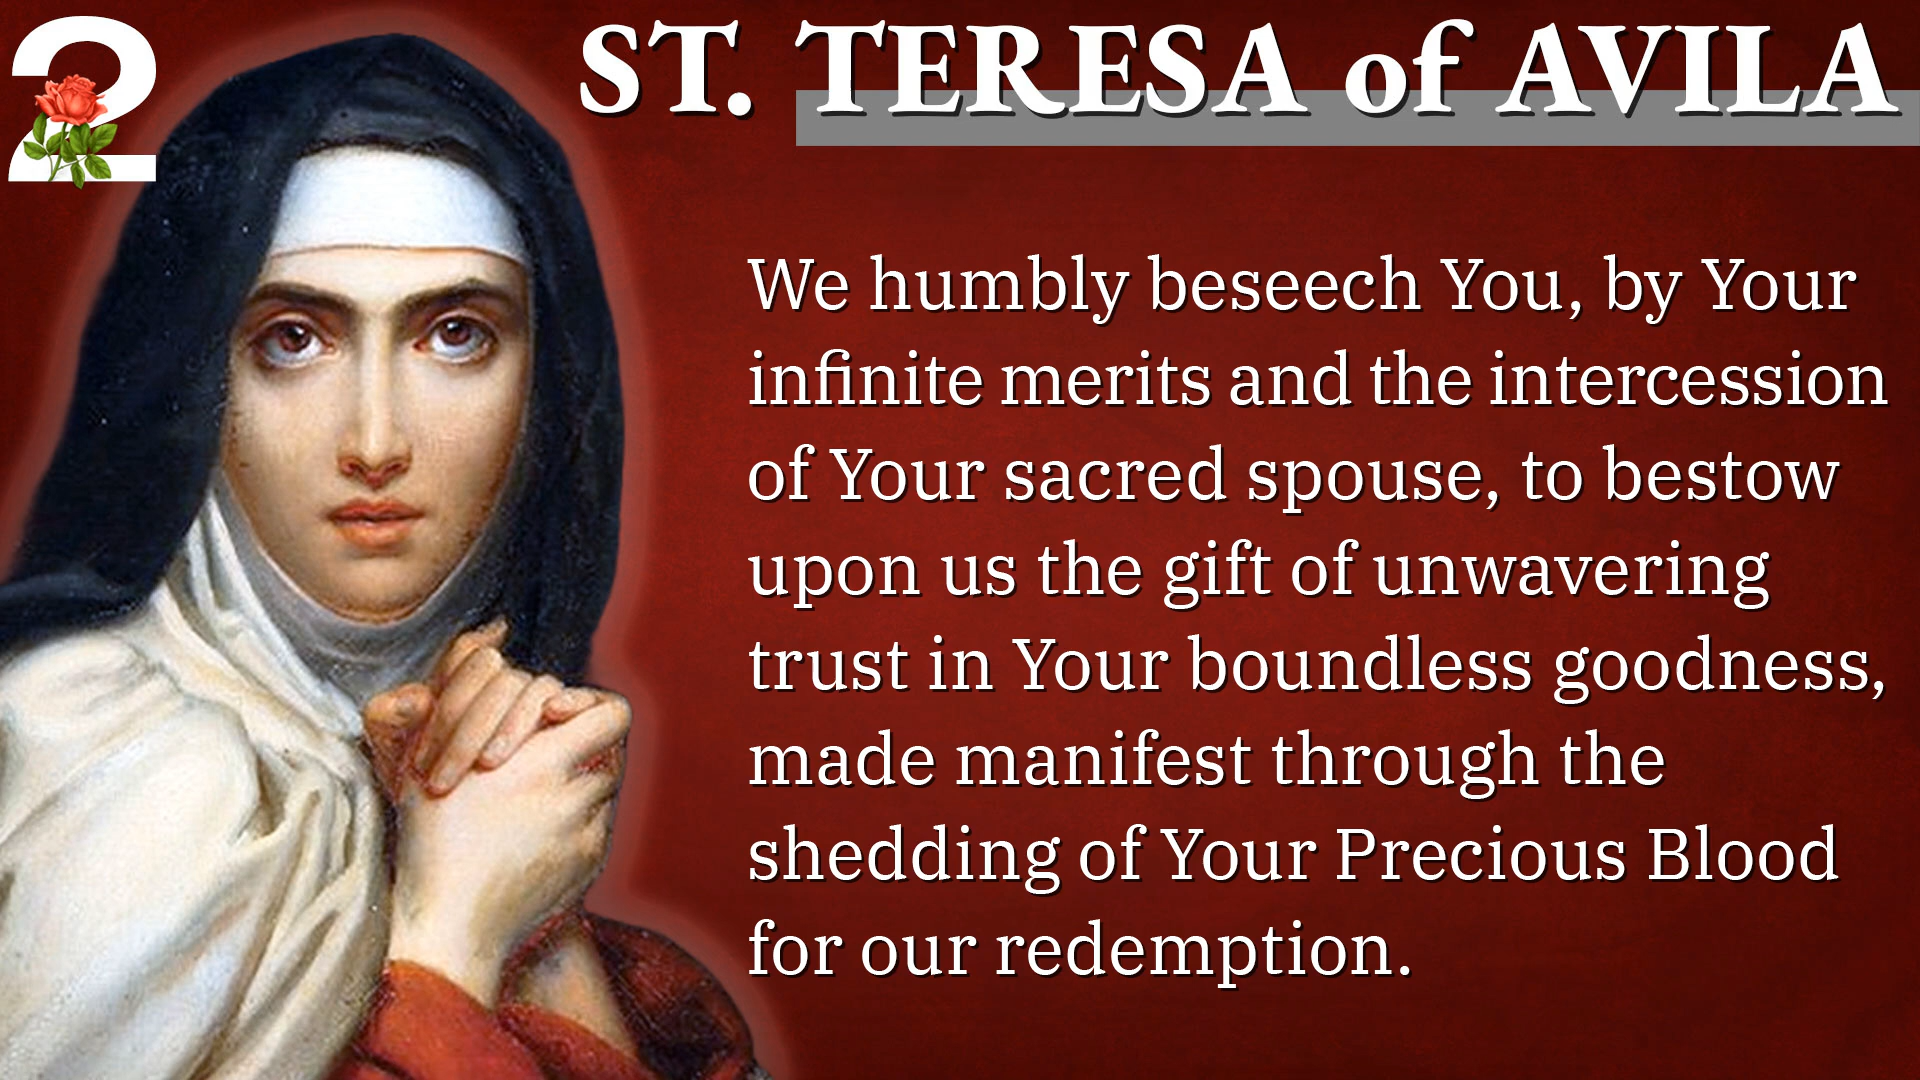 2
ST. TERESA of AVILA
We humbly beseech You, by Your
infinite merits and the intercession
of Your sacred spouse, to bestow
upon us the gift of unwavering
trust in Your boundless goodness,
made manifest through the
shedding of Your Precious Blood
for our redemption.